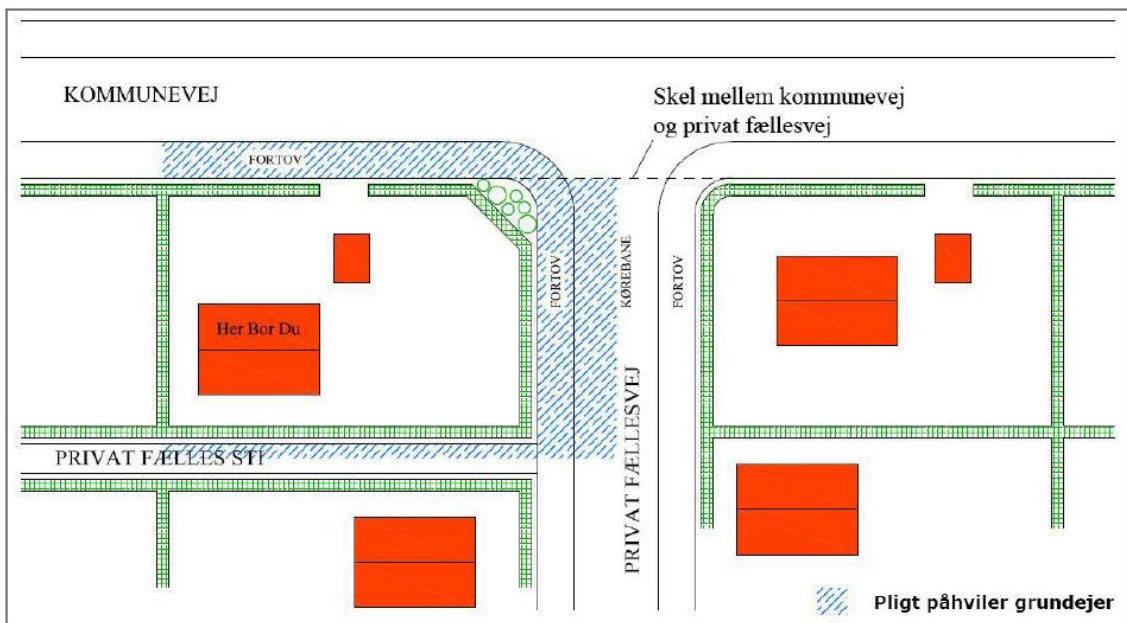 KOMMUNEVEJ
Skel mellem kommunevej
og privat fællesvej
FORTOV
FORTOV
KØREBANE
FORTOV
Her Bor Du
PRIVAT FÆLLESVEJ
PRIVAT FÆLLES STI
Pligt påhviler grundejer